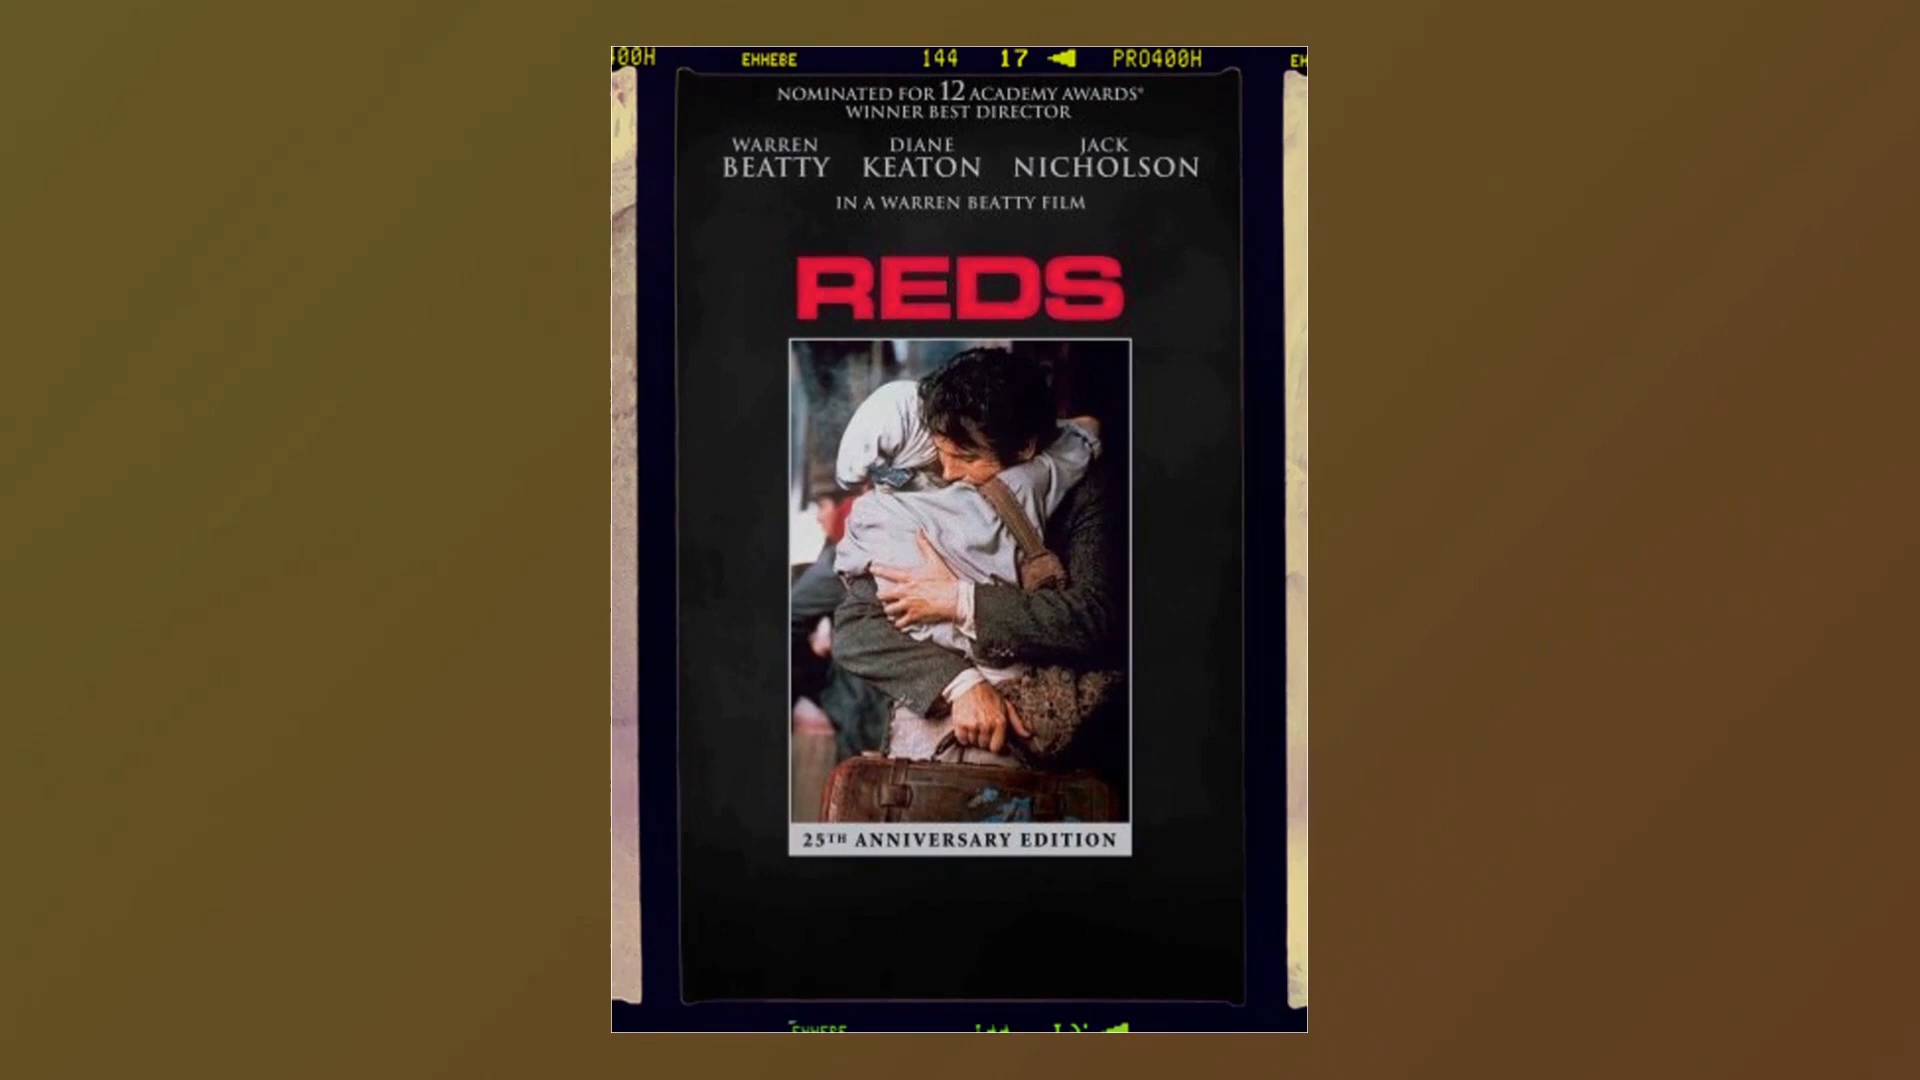 00H EHHEBE 144 17 PRO400H EH
NOMINATED FOR 12 ACADEMY AWARDS®
WINNER BEST DIRECTOR
WARREN BEATTY DIANE KEATON JACK NICHOLSON
IN A WARREN BEATTY FILM
REDS
25TH ANNIVERSARY EDITION